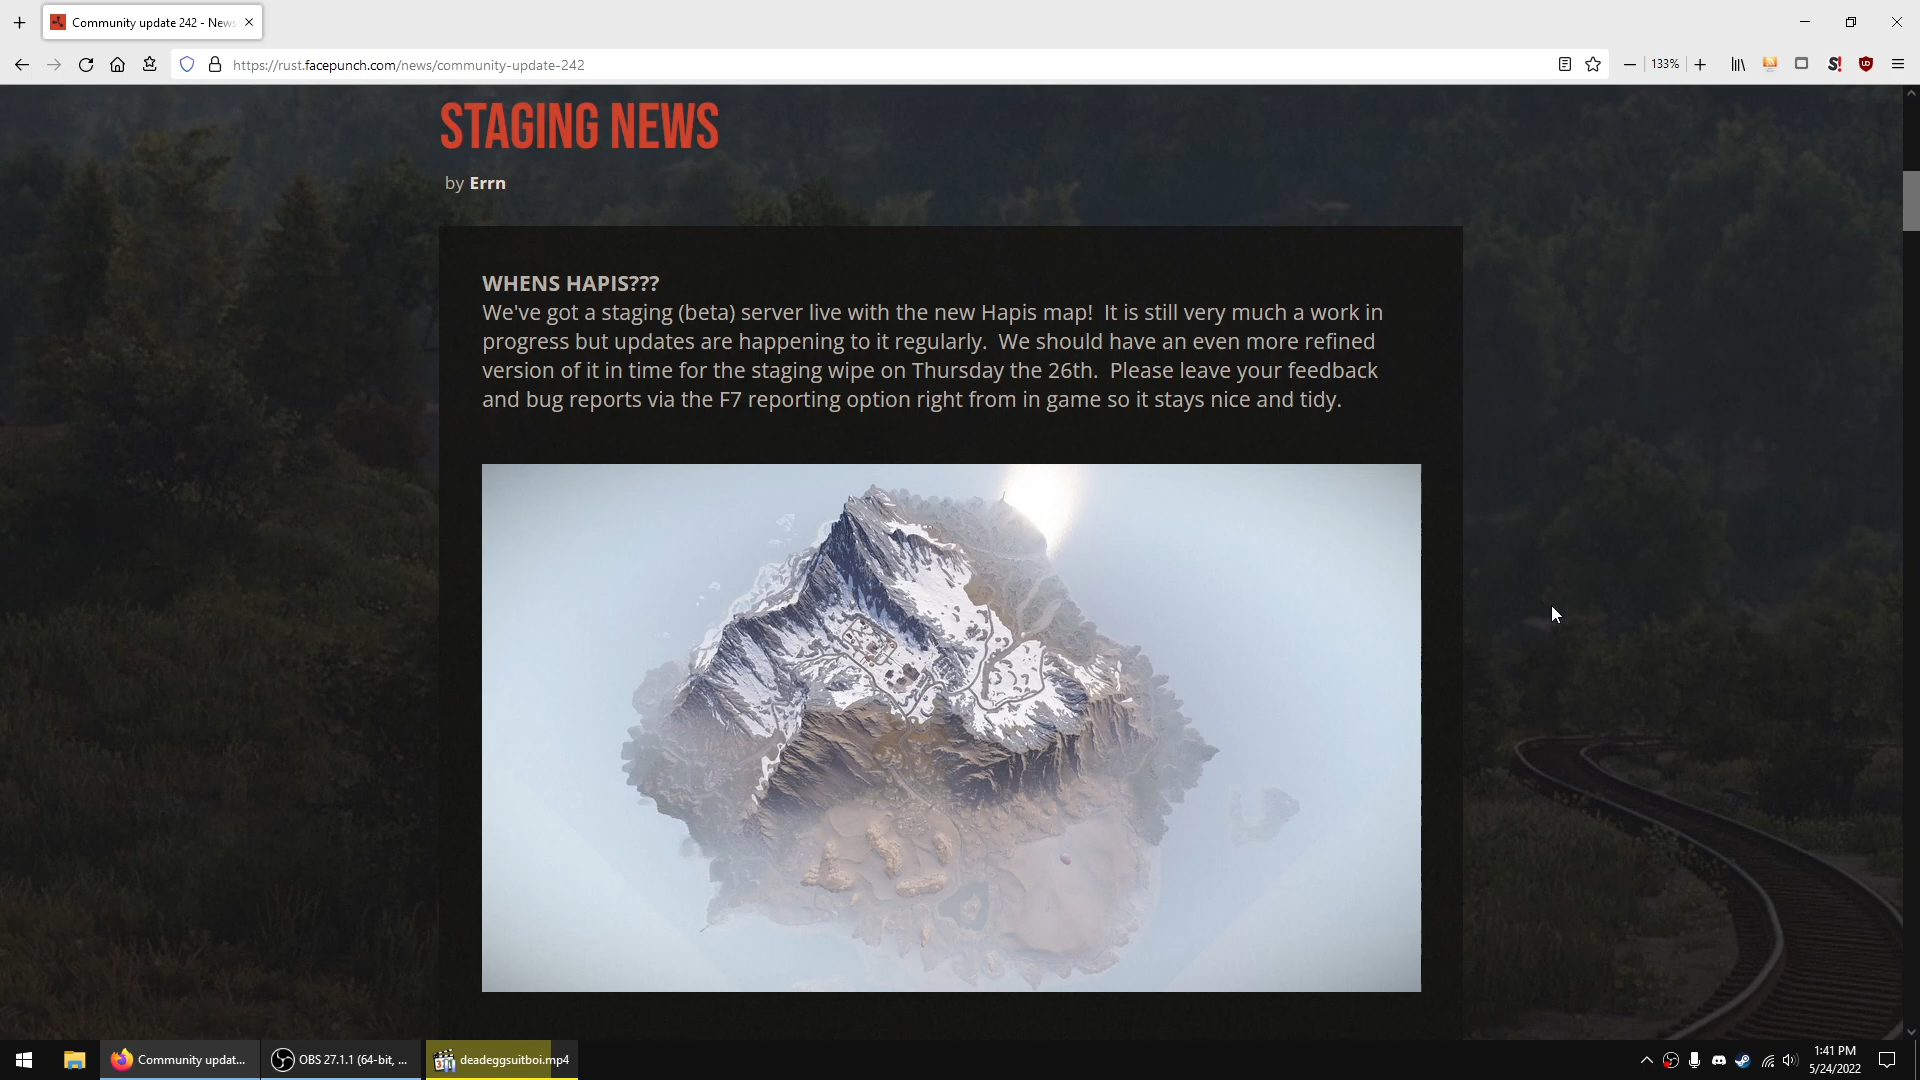 Community update 242 - News
https://rust.facepunch.com/news/community-update-242
133%
STAGING NEWS
by Errn
WHENS HAPIS???
We've got a staging (beta) server live with the new Hapis map!  It is still very much a work in
progress but updates are happening to it regularly.  We should have an even more refined
version of it in time for the staging wipe on Thursday the 26th.  Please leave your feedback
and bug reports via the F7 reporting option right from in game so it stays nice and tidy.
Community updat...
OBS 27.1.1 (64-bit, ...
deadeggsuitboi.mp4
1:41 PM
5/24/2022